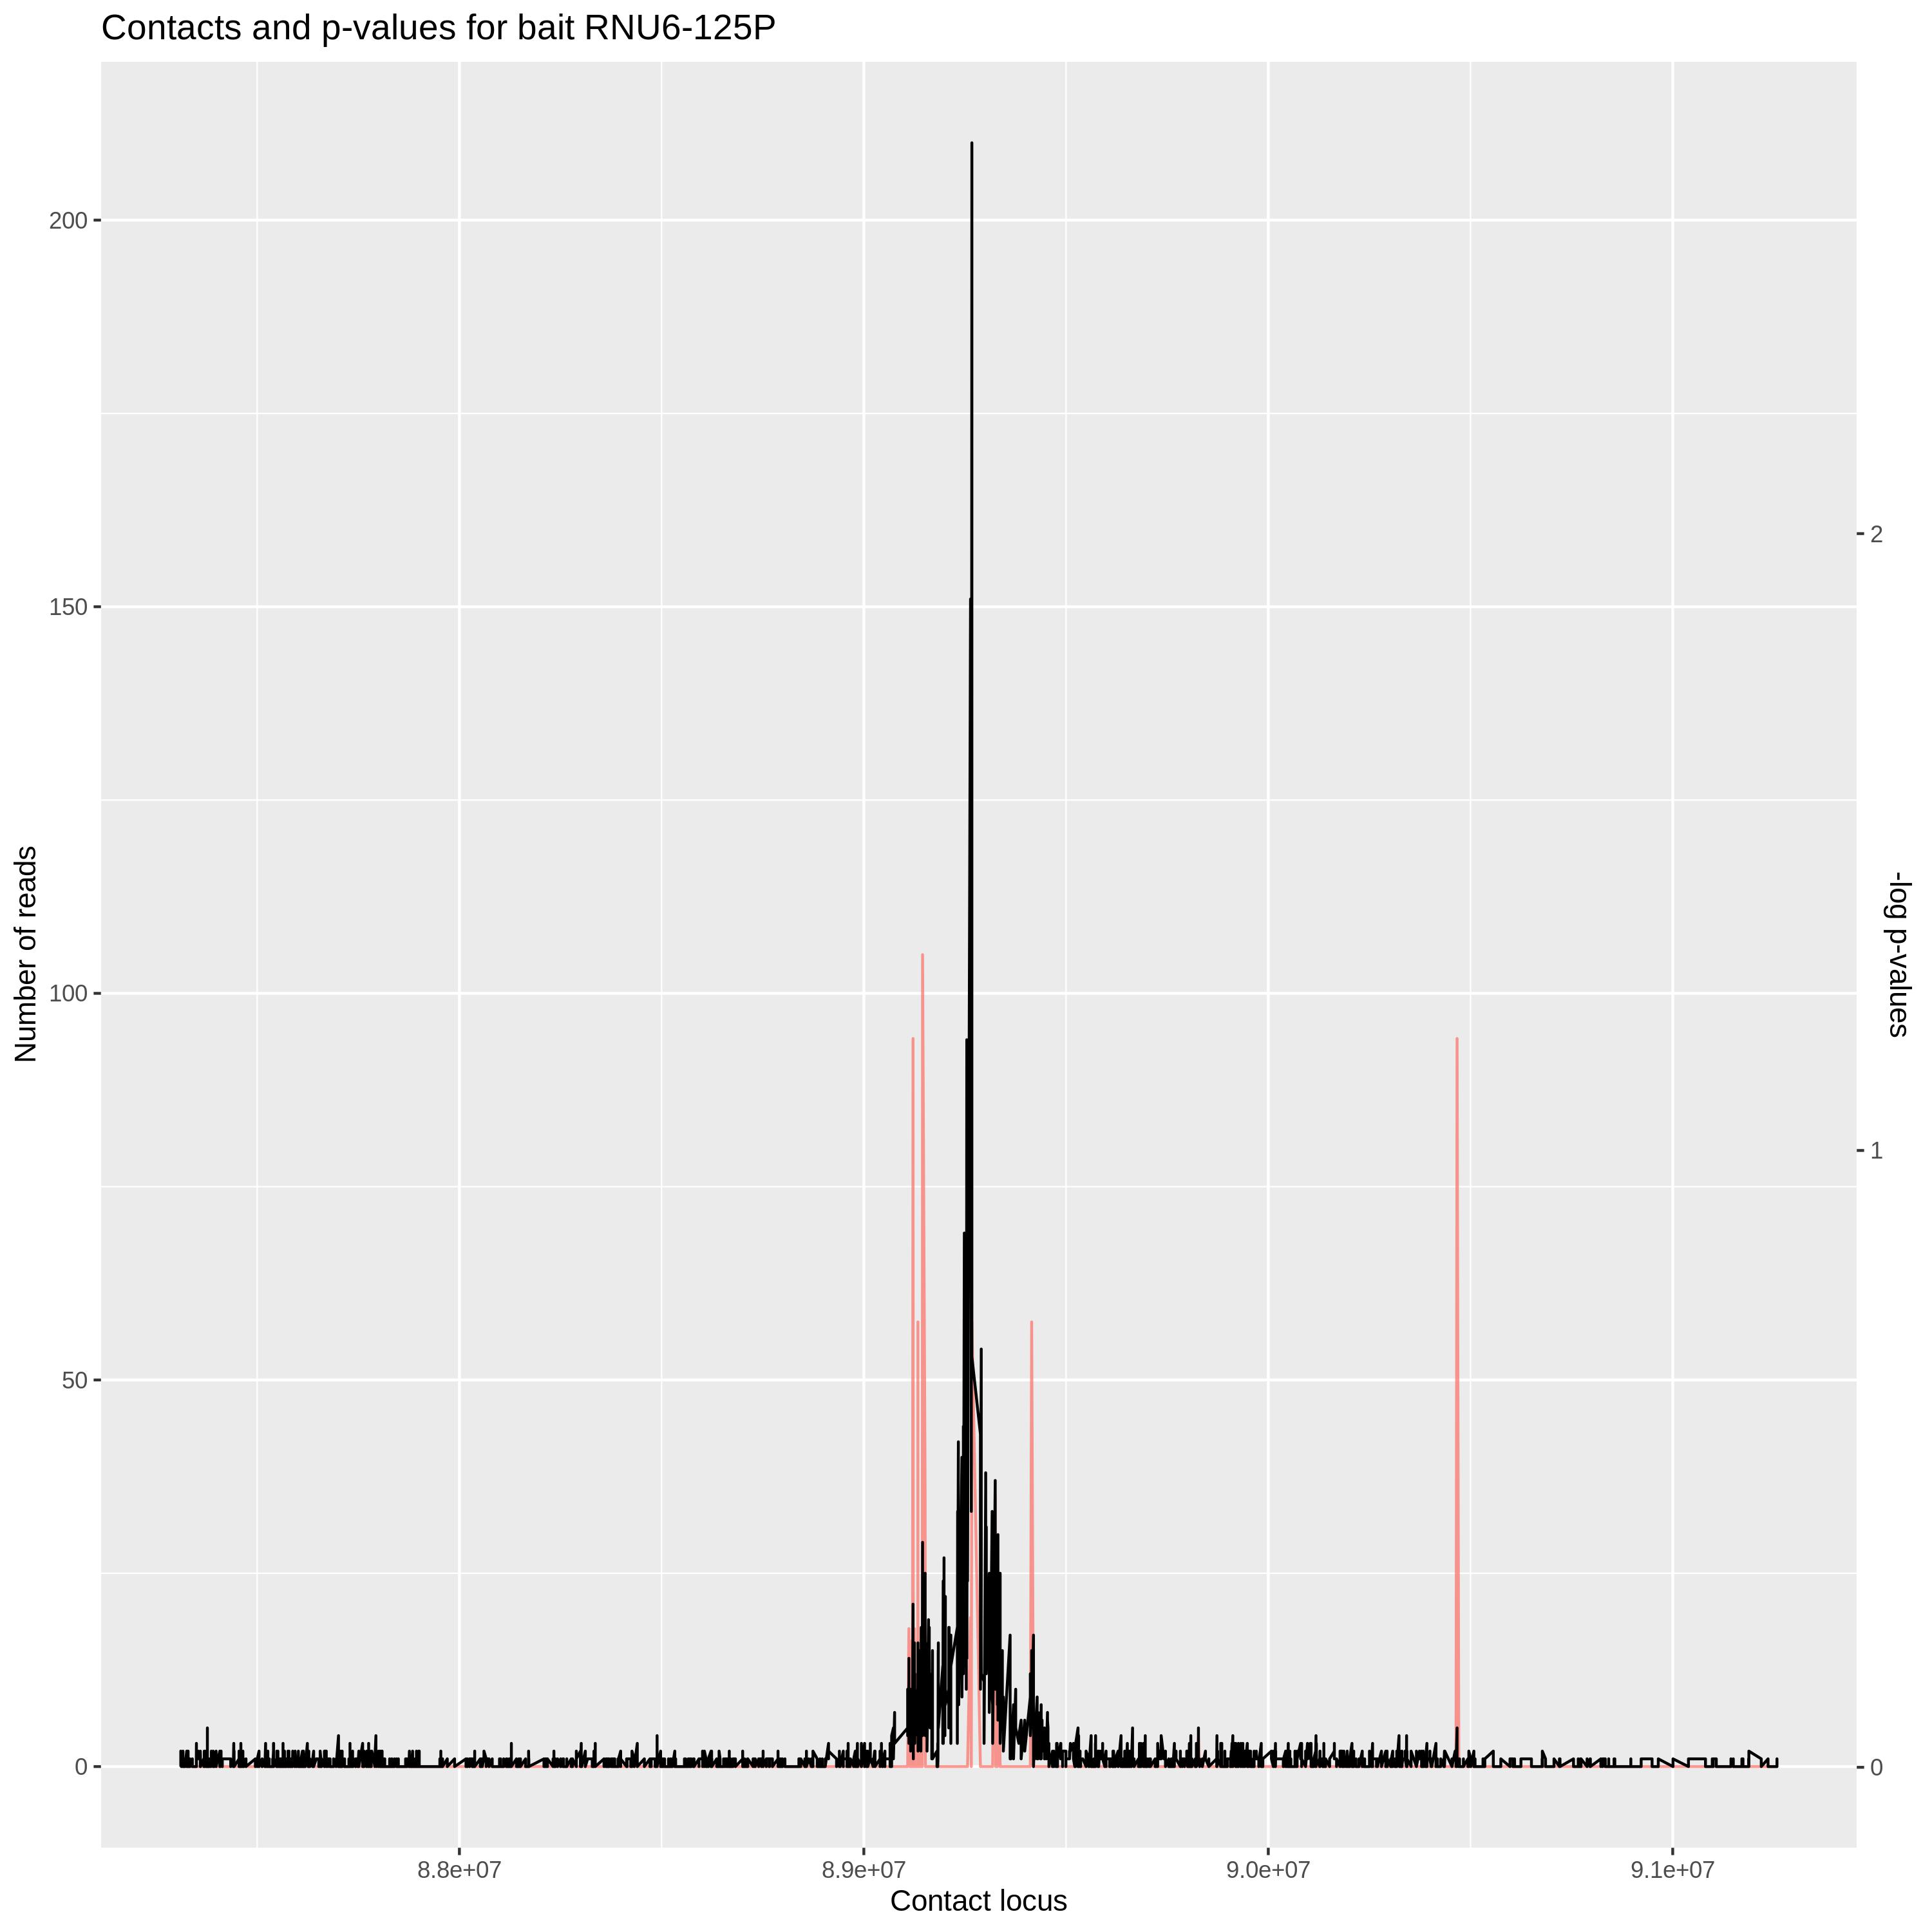 Contacts and p-values for bait RNU6-125P
Number of reads
200
150
100
50
0
2
1
0
-log p-values
8.8e+07
8.9e+07
9.0e+07
9.1e+07
Contact locus